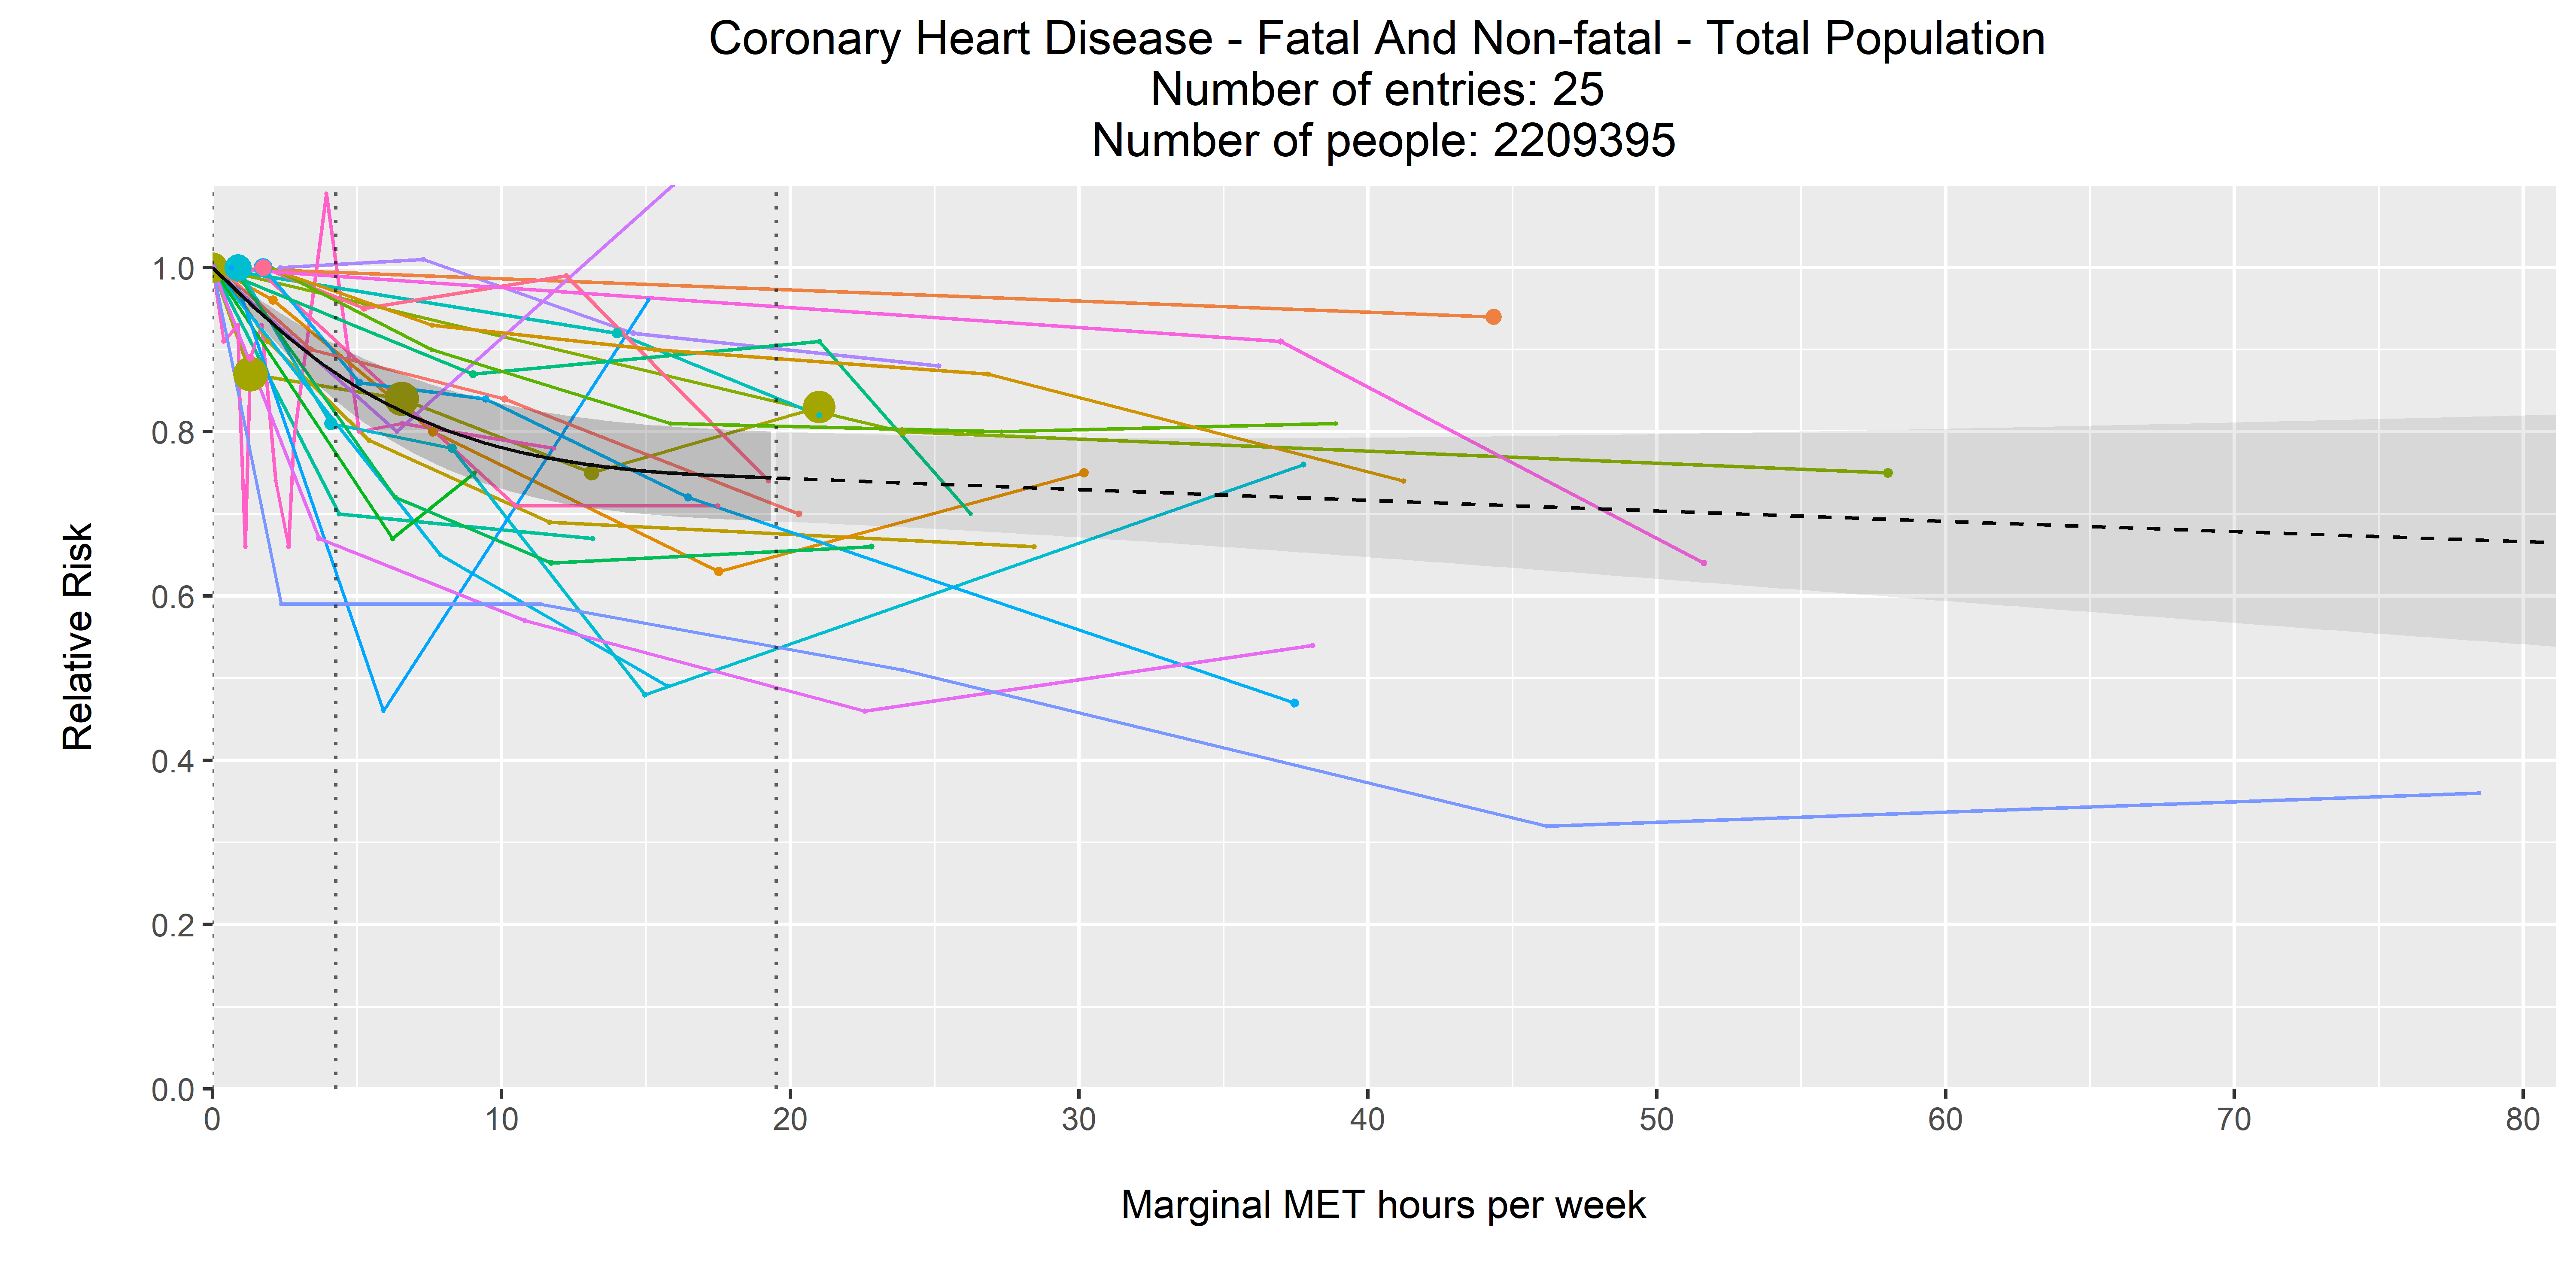 Coronary Heart Disease - Fatal And Non-fatal - Total Population
Number of entries: 25
Number of people: 2209395
Relative Risk
1.0
0.8
0.6
0.4
0.2
0.0
0 10 20 30 40 50 60 70 80
Marginal MET hours per week